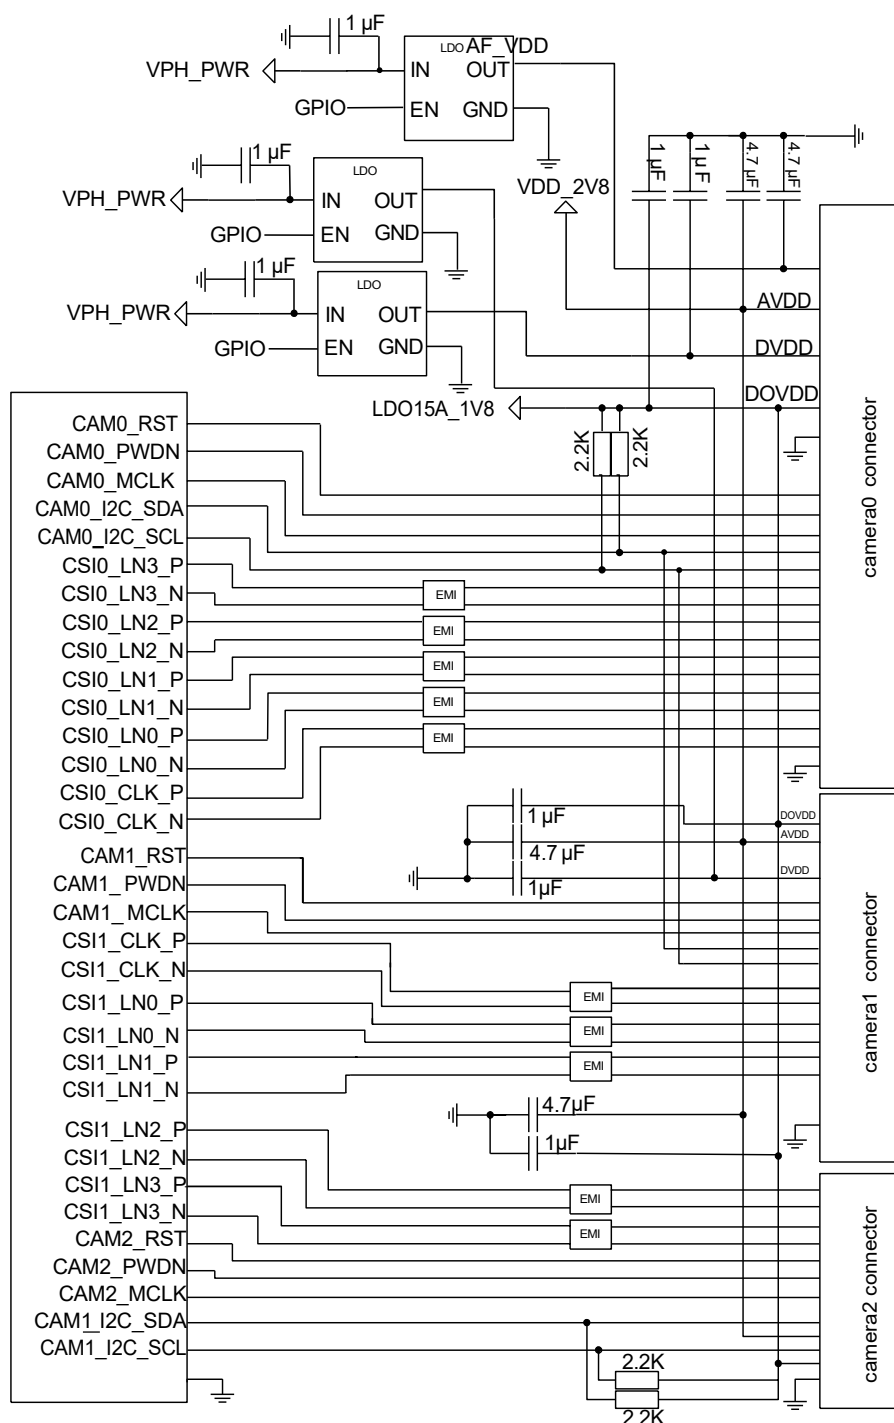 1 µF
LDO
AF_VDD
VPH_PWR
IN
OUT
GPIO
EN
GND
1 µF
1 µF
4.7 µF
4.7 µF
1 µF
LDO
VPH_PWR
IN
OUT
VDD_2V8
GPIO
EN
GND
1 µF
LDO
AVDD
VPH_PWR
IN
OUT
GPIO
EN
GND
DVDD
DOVDD
LDO15A_1V8
2.2K
2.2K
camera0 connector
CAM0_RST
CAM0_PWDN
CAM0_MCLK
CAM0_I2C_SDA
CAM0_I2C_SCL
CSI0_LN3_P
CSI0_LN3_N
EMI
CSI0_LN2_P
EMI
CSI0_LN2_N
EMI
CSI0_LN1_P
CSI0_LN1_N
EMI
CSI0_LN0_P
EMI
CSI0_LN0_N
CSI0_CLK_P
CSI0_CLK_N
1 µF
DOVDD
AVDD
4.7 µF
DVDD
1µF
camera1 connector
CAM1_RST
CAM1_PWDN
CAM1_MCLK
CSI1_CLK_P
CSI1_CLK_N
EMI
CSI1_LN0_P
EMI
CSI1_LN0_N
CSI1_LN1_P
EMI
CSI1_LN1_N
4.7µF
1µF
CSI1_LN2_P
CSI1_LN2_N
CSI1_LN3_P
EMI
CSI1_LN3_N
EMI
CAM2_RST
CAM2_PWDN
CAM2_MCLK
CAM1_I2C_SDA
CAM1_I2C_SCL
2.2K
2.2K
camera2 connector